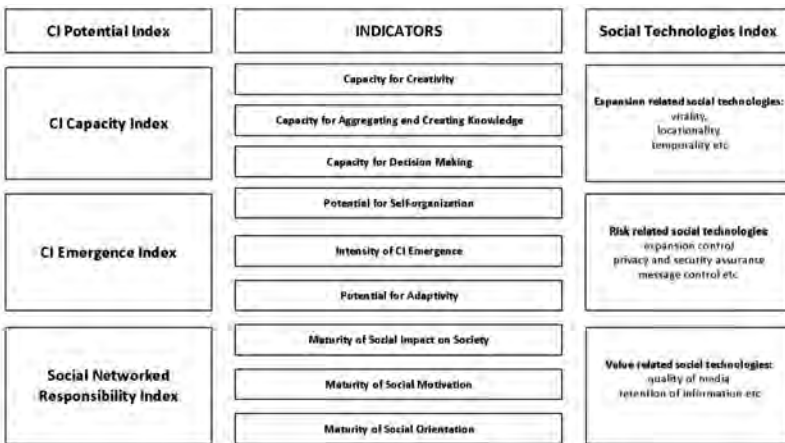 CI Potential Index
INDICATORS
Social Technologies Index
CI Capacity Index
Capacity for Creativity
Capacity for Aggregating and Creating Knowledge
Capacity for Decision Making
Expansion related social technologies:
virality,
locationality
temporality etc
CI Emergence Index
Potential for Self-organization
Intensity of CI Emergence
Potential for Adaptivity
Risk related social technologies:
expansion control
privacy and security assurance
message control etc
Social Networked
Responsibility Index
Maturity of Social Impact on Society
Maturity of Social Motivation
Maturity of Social Orientation
Value related social technologies:
quality of media
retention of information etc